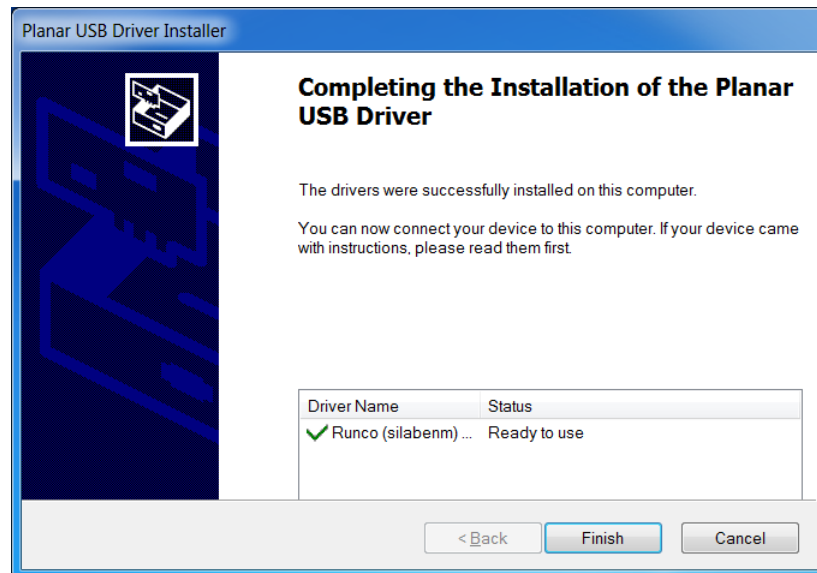 Planar USB Driver Installer
Completing the Installation of the Planar
USB Driver
The drivers were successfully installed on this computer.
You can now connect your device to this computer. If your device came
with instructions, please read them first.
Driver Name Status
Runco (silabenm) ... Ready to use
< Back Finish Cancel